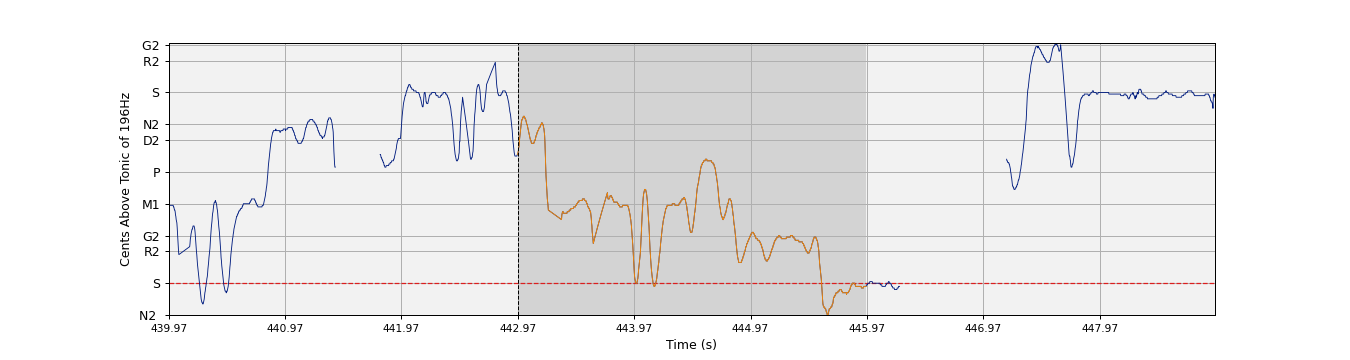 G2
R2
S
N2
D2
P
M1
G2
R2
S
N2
Cents Above Tonic of 196Hz
439.97 440.97 441.97 442.97 443.97 444.97 445.97 446.97 447.97
Time (s)